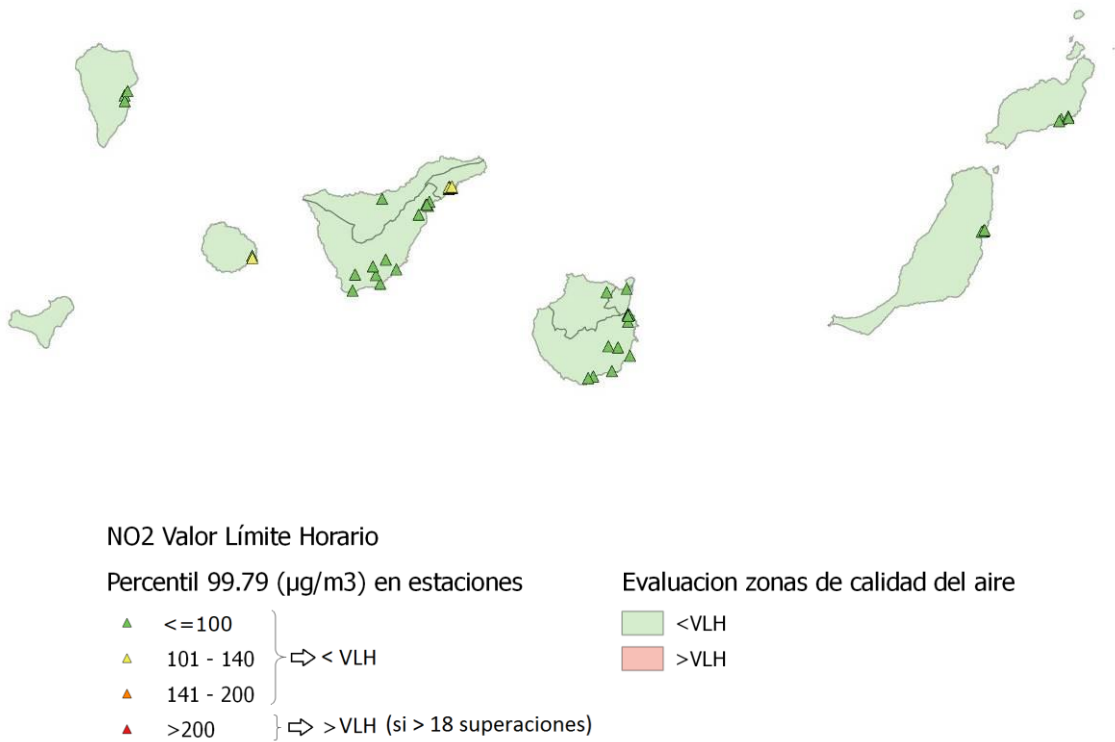 NO2 Valor Límite Horario
Percentil 99.79 (µg/m3) en estaciones
<=100
101 - 140
⇨ < VLH
141 - 200
>200
⇨ >VLH (si > 18 superaciones)
Evaluacion zonas de calidad del aire
<VLH
>VLH